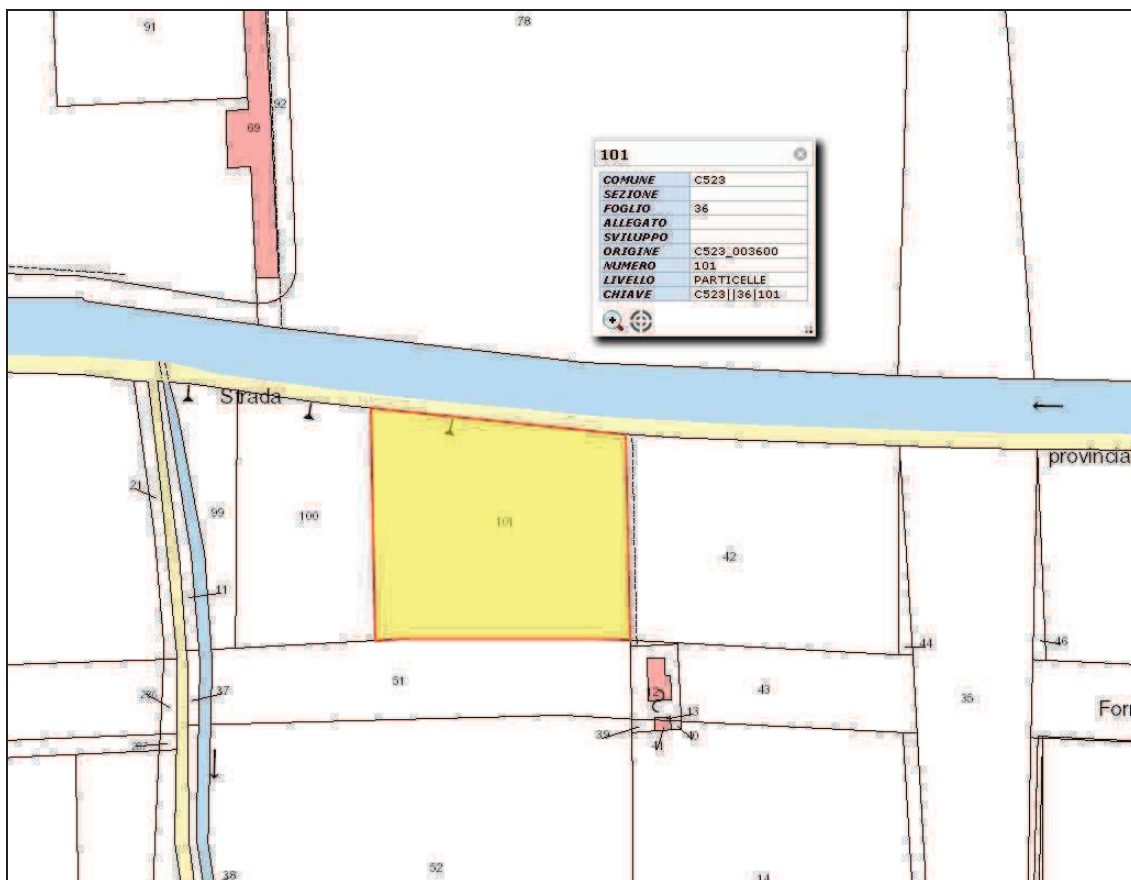 78
91
92
69
101
COMUNE C523
SEZIONE
FOGLIO 36
ALLEGATO
SVILUPPO
ORIGINE C523_003600
NUMERO 101
LIVELLO PARTICELLE
CHIAVE C523||36|101
Strada
provincia
21
99
100
101
42
11
44
46
51
43
35
37
13
39
40
41
38
52
14